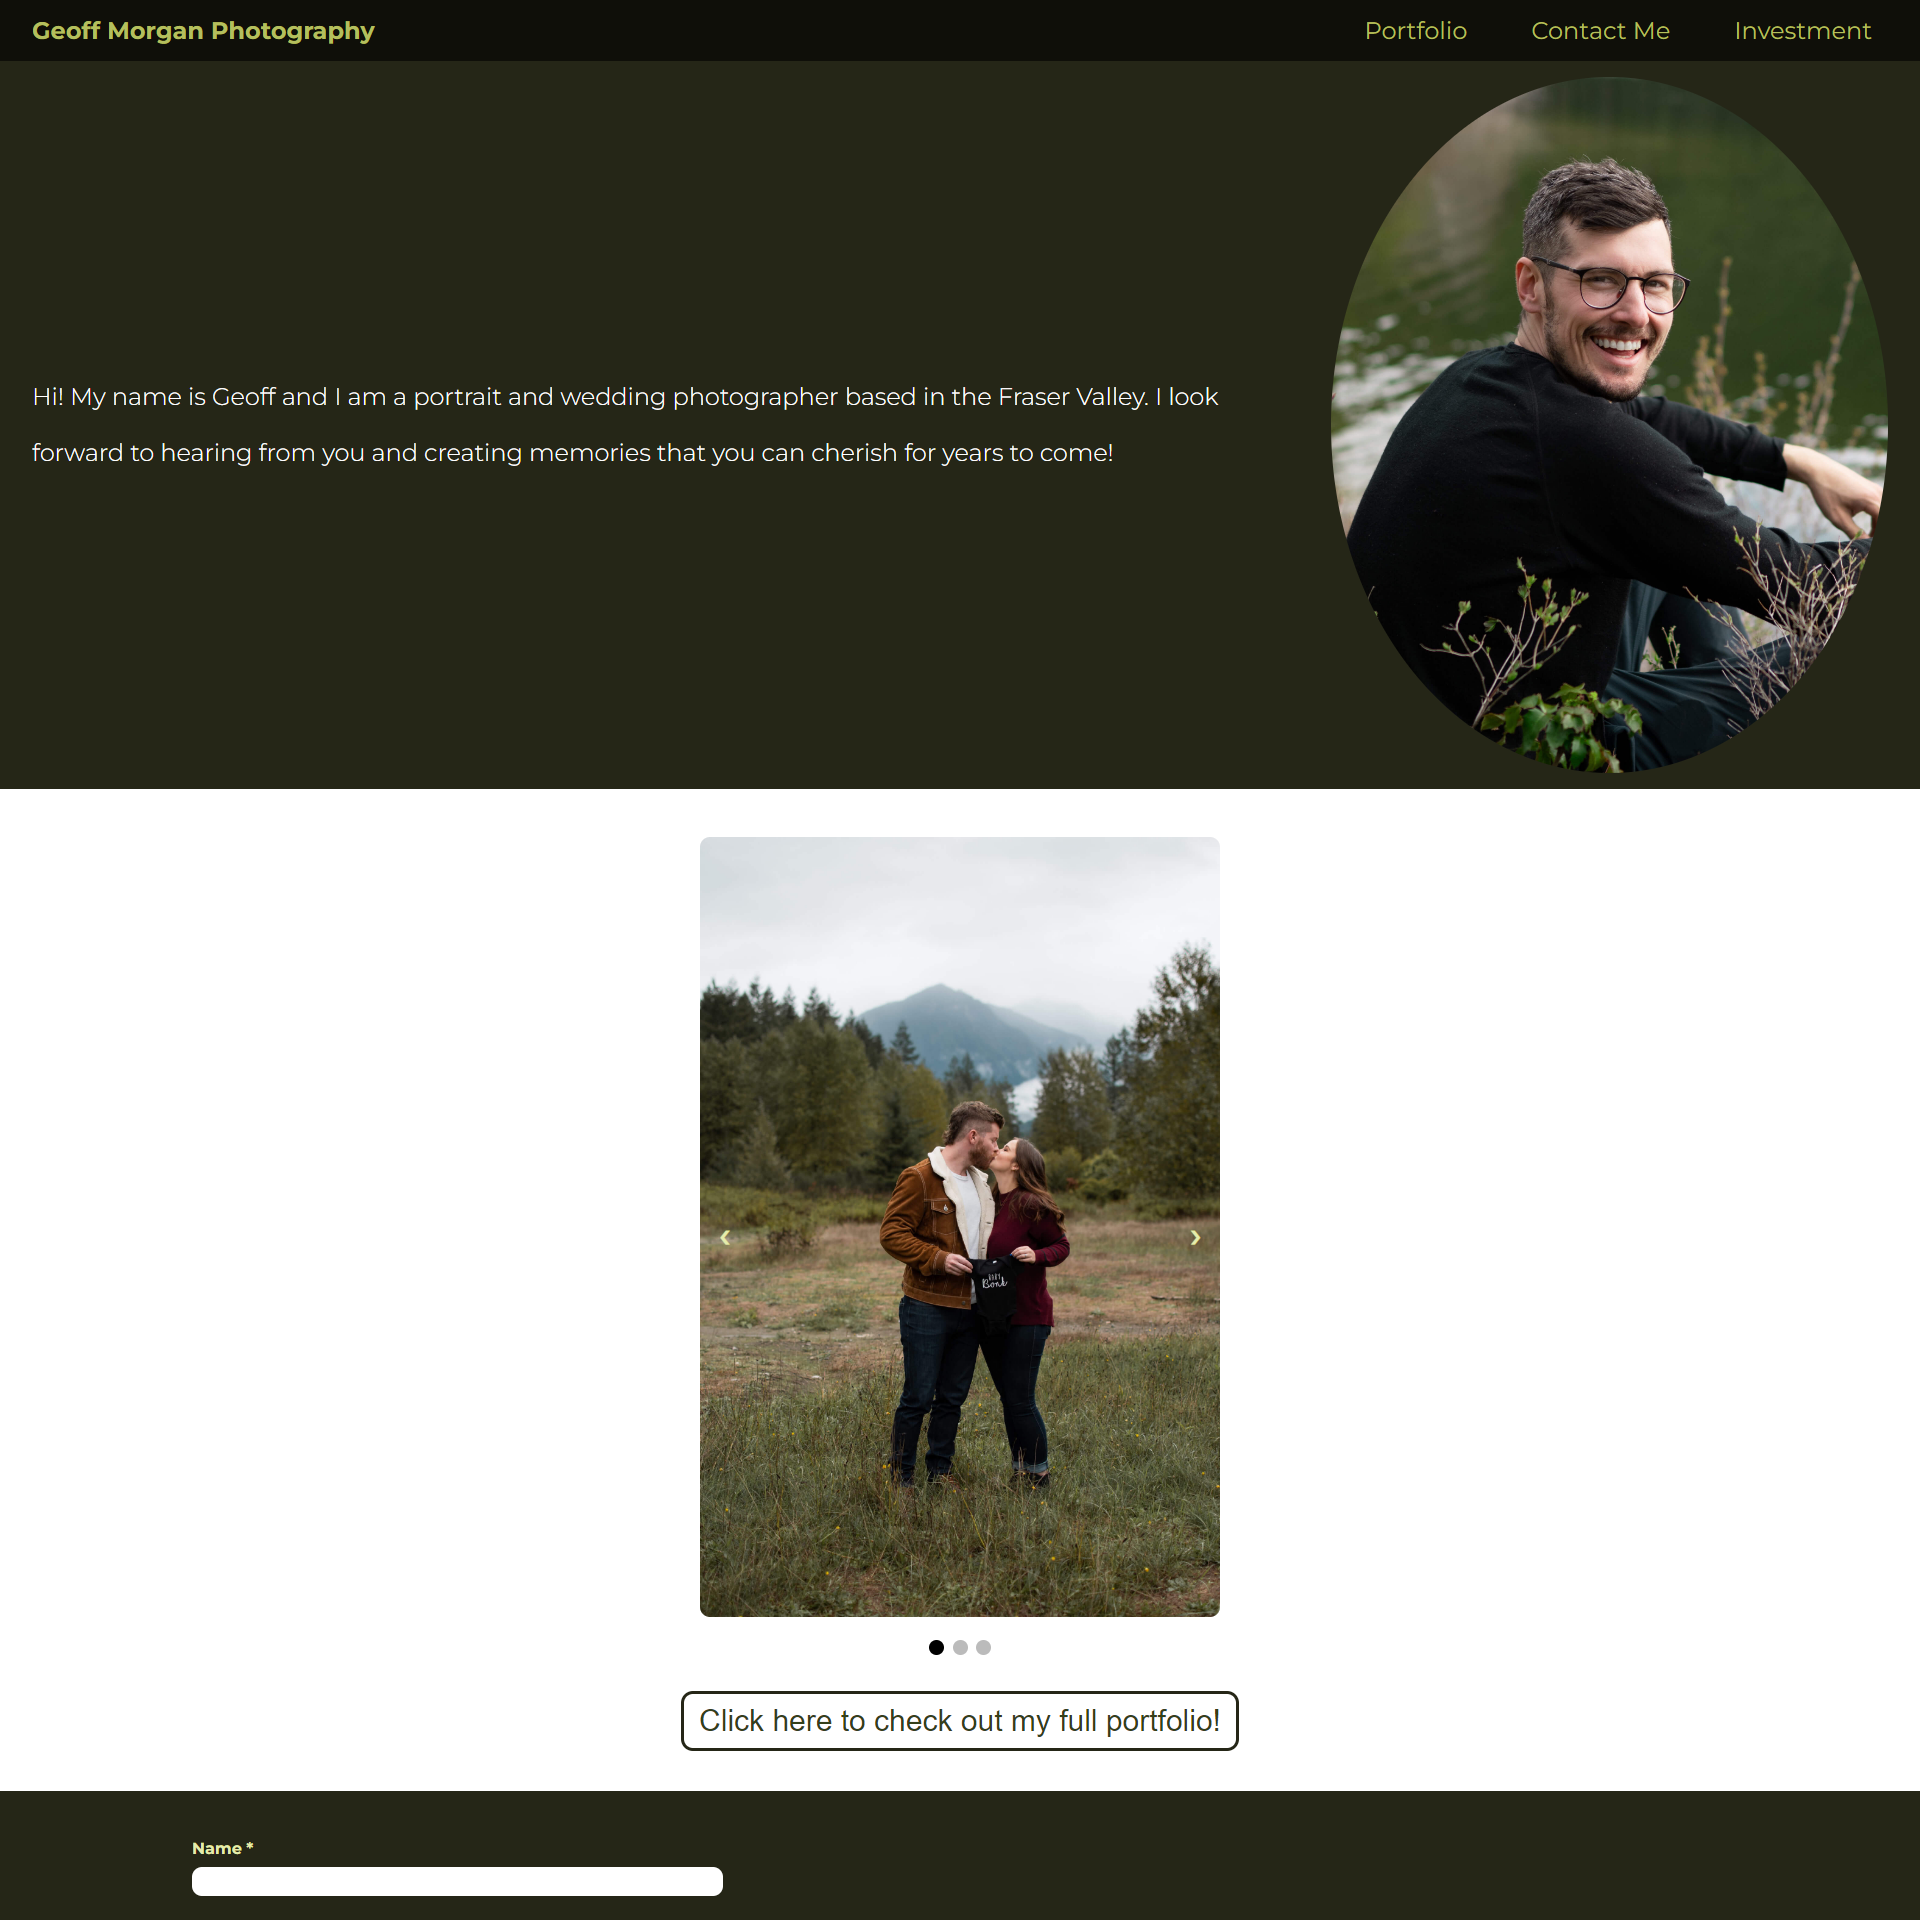 Geoff Morgan Photography
Portfolio
Contact Me
Investment
Hi! My name is Geoff and I am a portrait and wedding photographer based in the Fraser Valley. I look
forward to hearing from you and creating memories that you can cherish for years to come!
❮
❯
BABY
Bonk
Click here to check out my full portfolio!
Name *